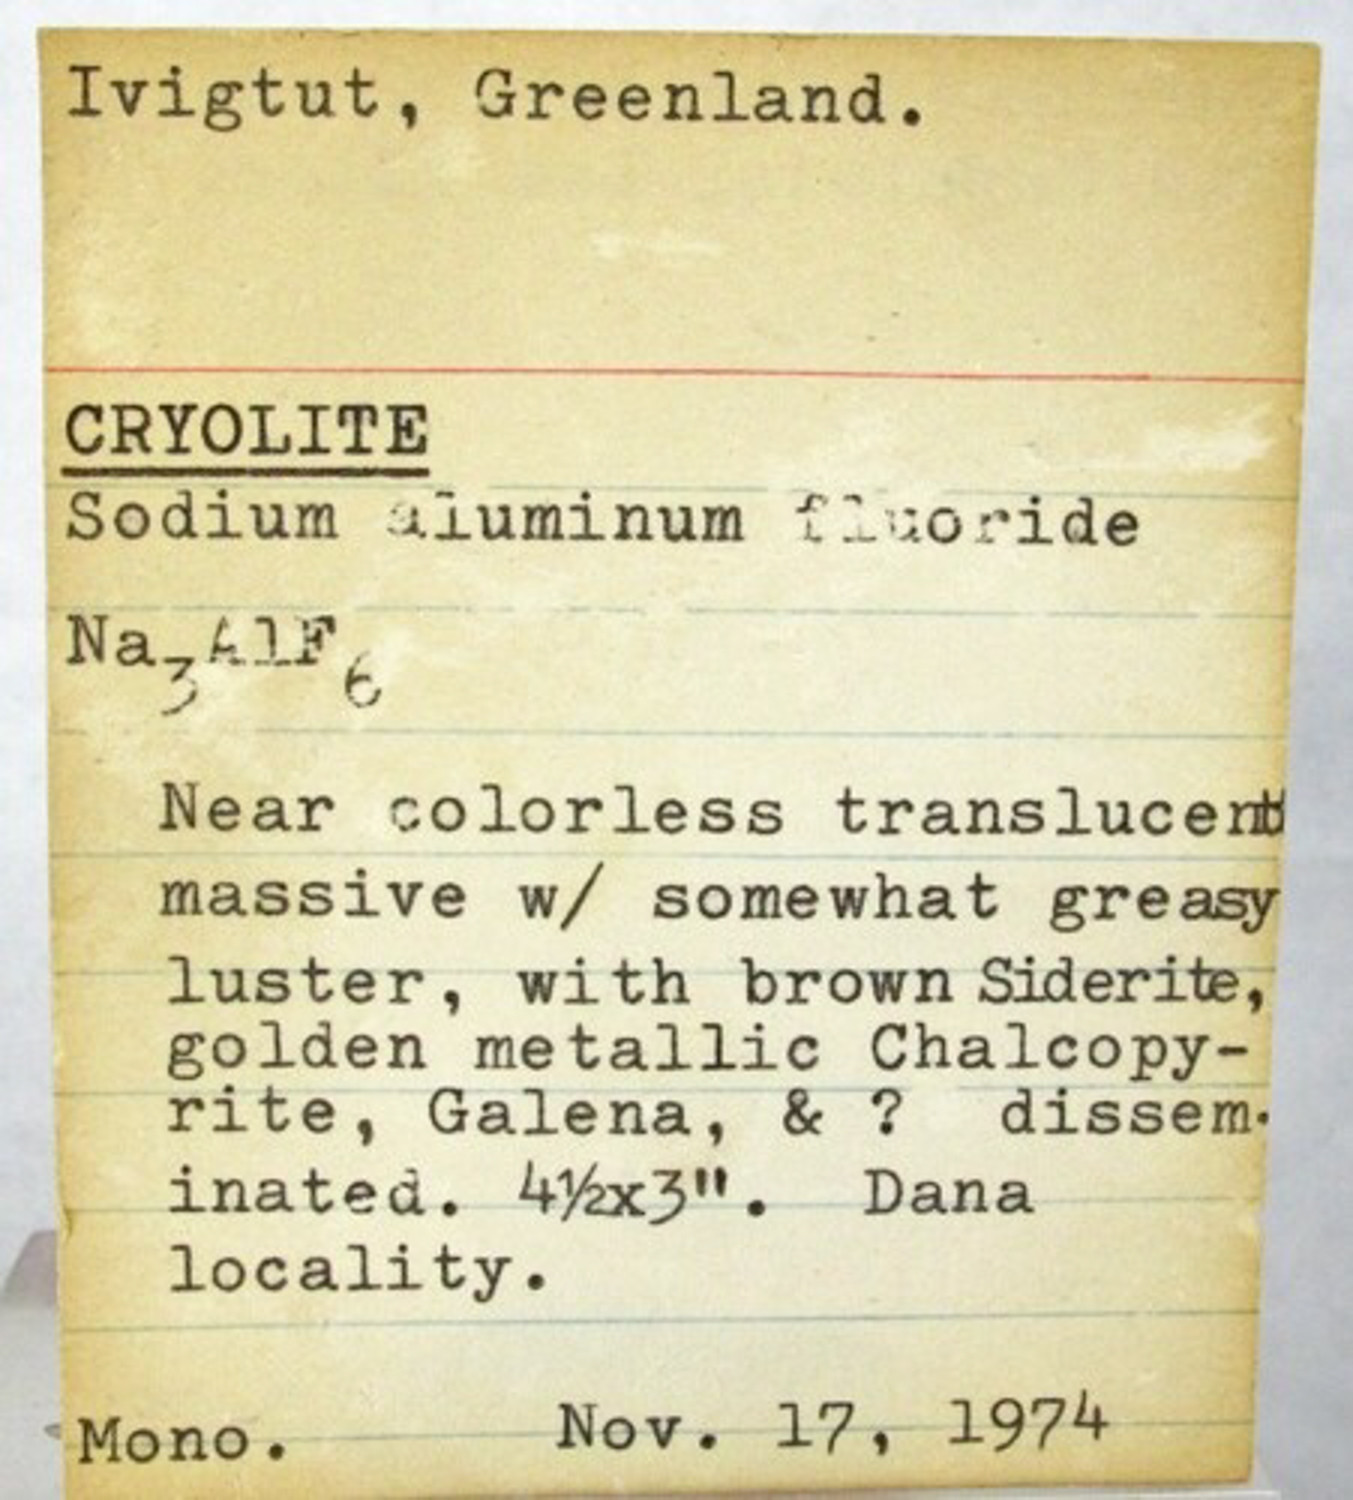 Ivigtut, Greenland.
CRYOLITE
Sodium aluminum fluoride
Na3AlF6
Near colorless translucent
massive w/ somewhat greasy
luster, with brown Siderite,
golden metallic Chalcopy-
rite, Galena, & ?  dissem-
inated. 4½x3".  Dana
locality.
Mono.  Nov. 17, 1974